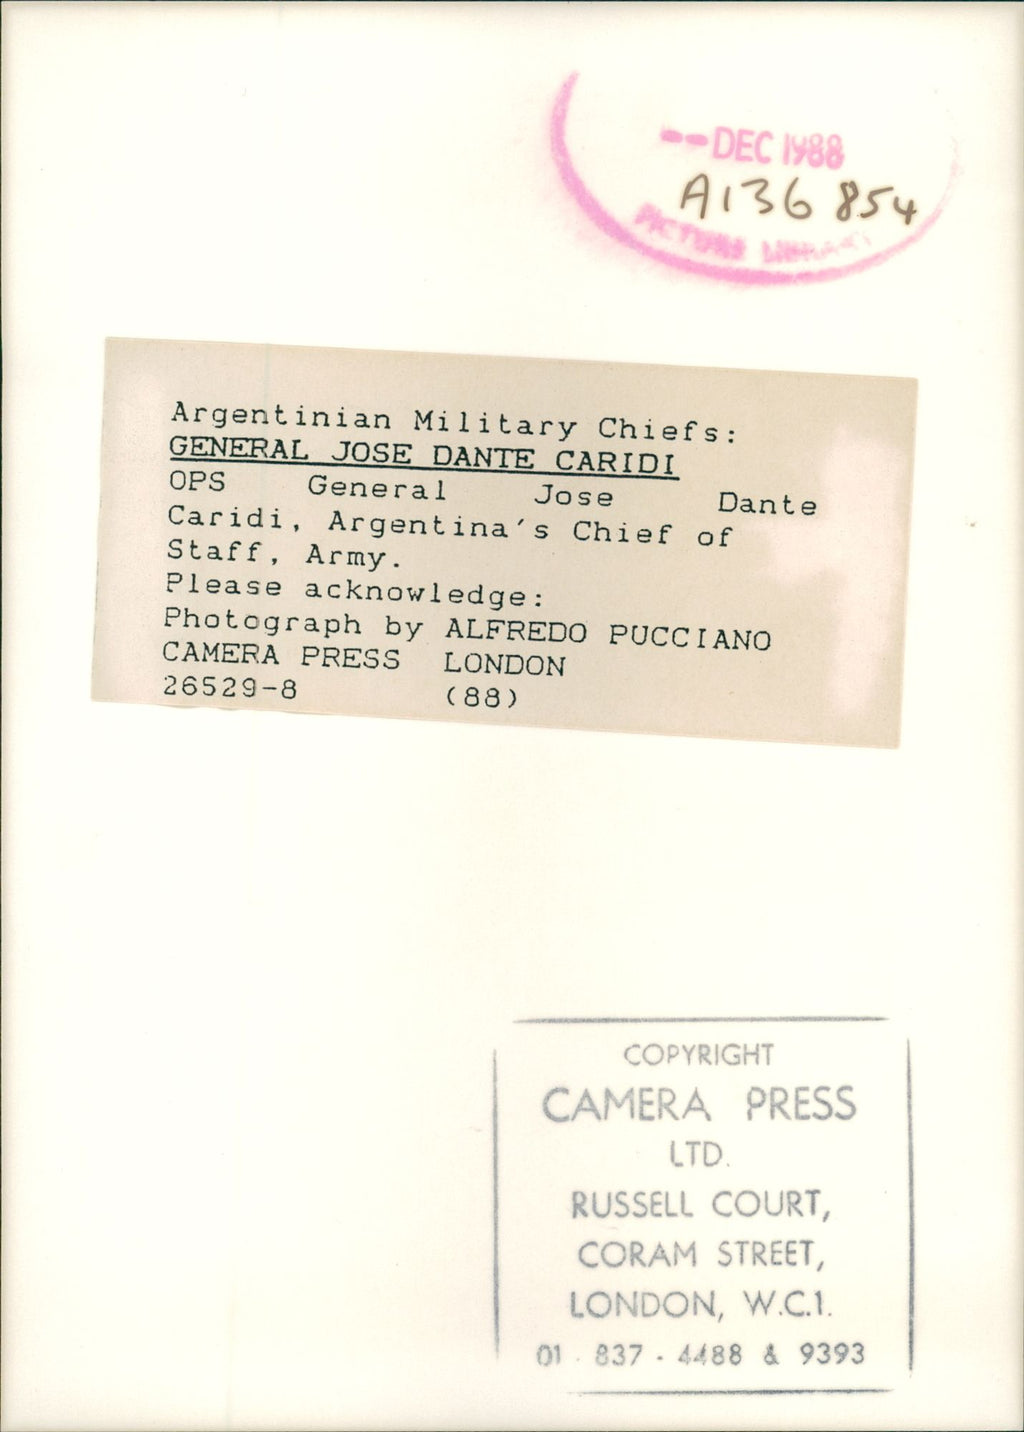 --DEC 1988
A136 854
PICTURE LIBRARY
Argentinian Military Chiefs:
GENERAL JOSE DANTE CARIDI
OPS General Jose Dante
Caridi, Argentina's Chief of
Staff, Army.
Please acknowledge:
Photograph by ALFREDO PUCCIANO
CAMERA PRESS LONDON
26529-8 (88)
COPYRIGHT
CAMERA PRESS
LTD.
RUSSELL COURT,
CORAM STREET,
LONDON, W.C.1.
01 - 837 - 4488 & 9393